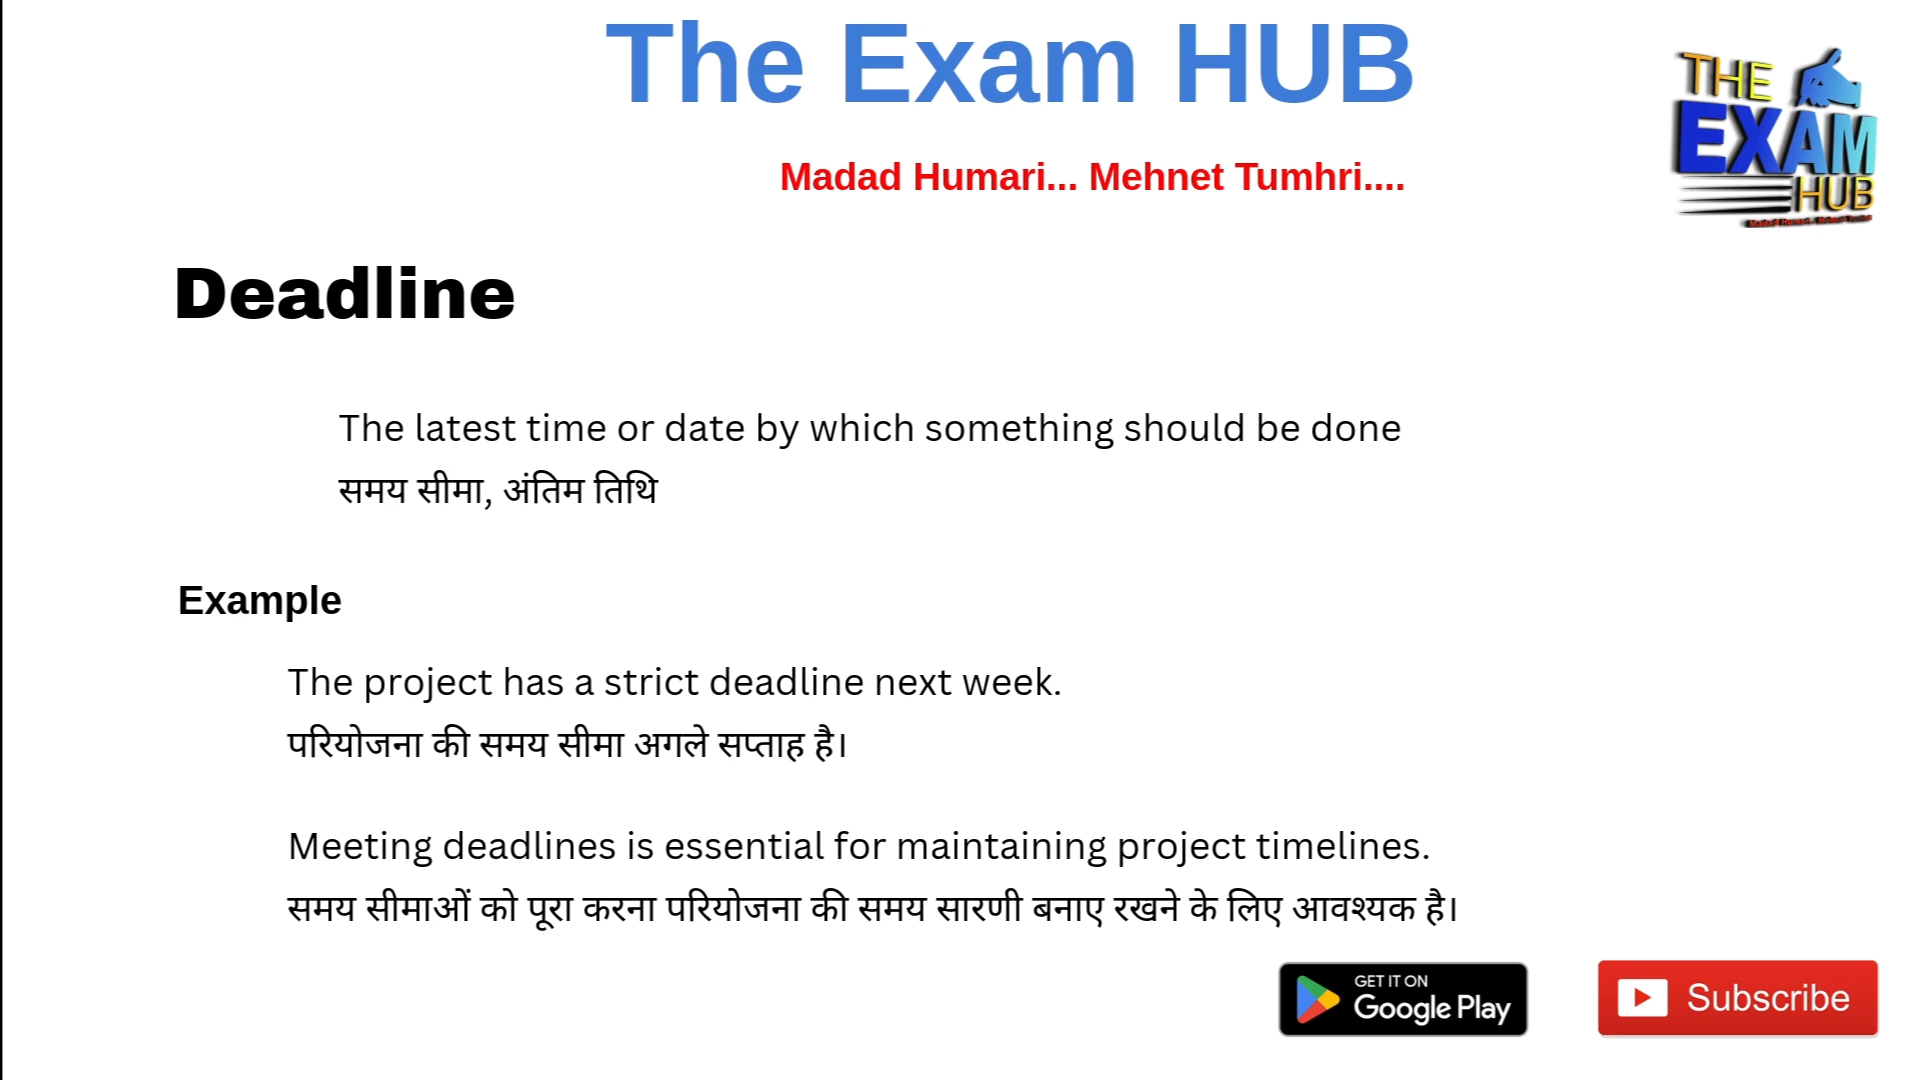 The Exam HUB
Madad Humari... Mehnet Tumhri....
THE
EXAM
HUB
Deadline
The latest time or date by which something should be done
समय सीमा, अंतिम तिथि
Example
The project has a strict deadline next week.
परियोजना की समय सीमा अगले सप्ताह है।
Meeting deadlines is essential for maintaining project timelines.
समय सीमाओं को पूरा करना परियोजना की समय सारणी बनाए रखने के लिए आवश्यक है।
GET IT ON
Google Play
Subscribe